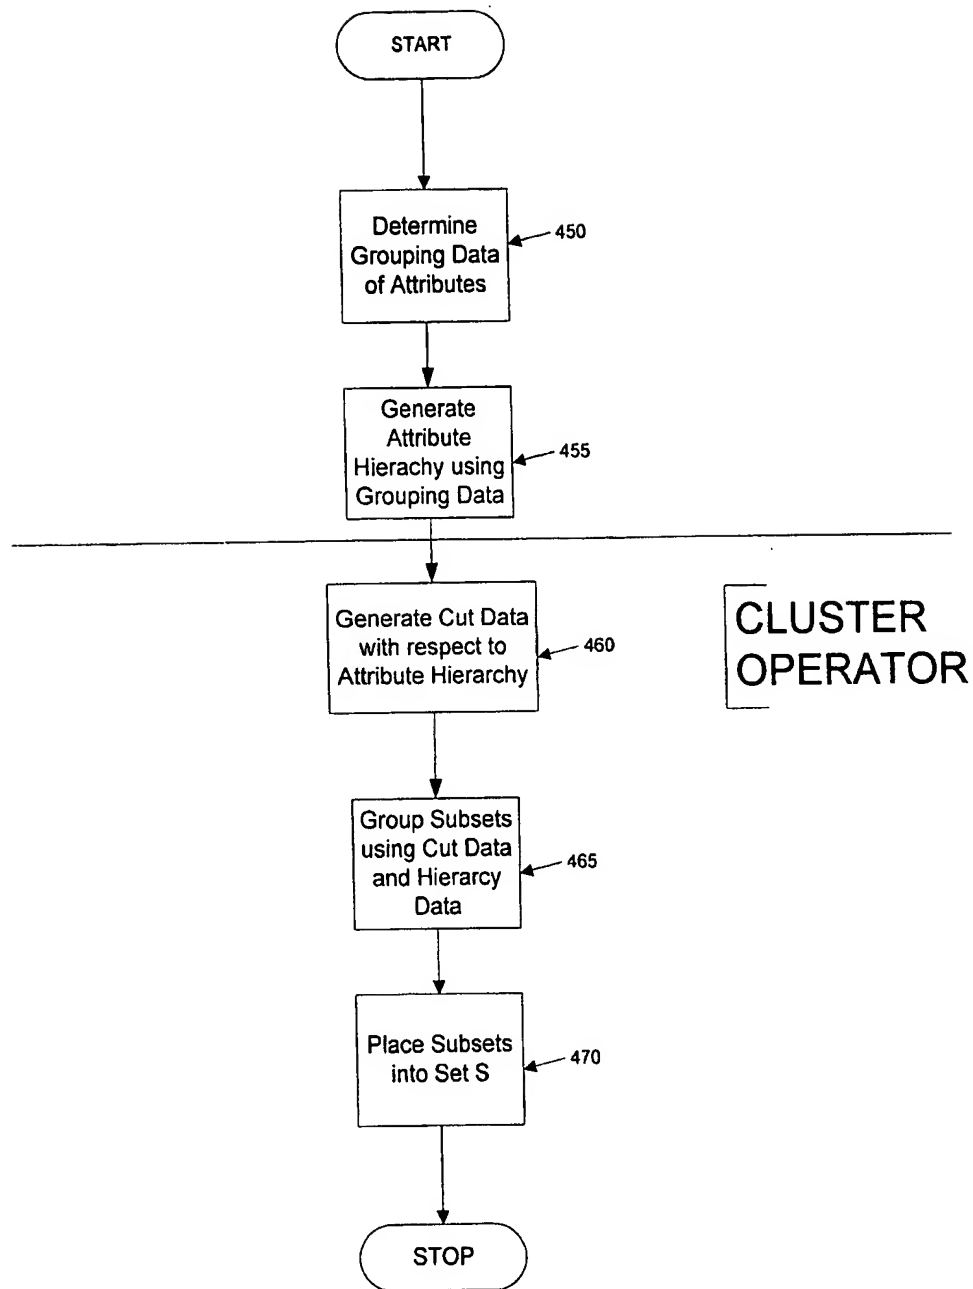 START
Determine
Grouping Data
of Attributes
450
Generate
Attribute
Hierachy using
Grouping Data
455
Generate Cut Data
with respect to
Attribute Hierarchy
460
CLUSTER
OPERATOR
Group Subsets
using Cut Data
and Hierarcy
Data
465
Place Subsets
into Set S
470
STOP